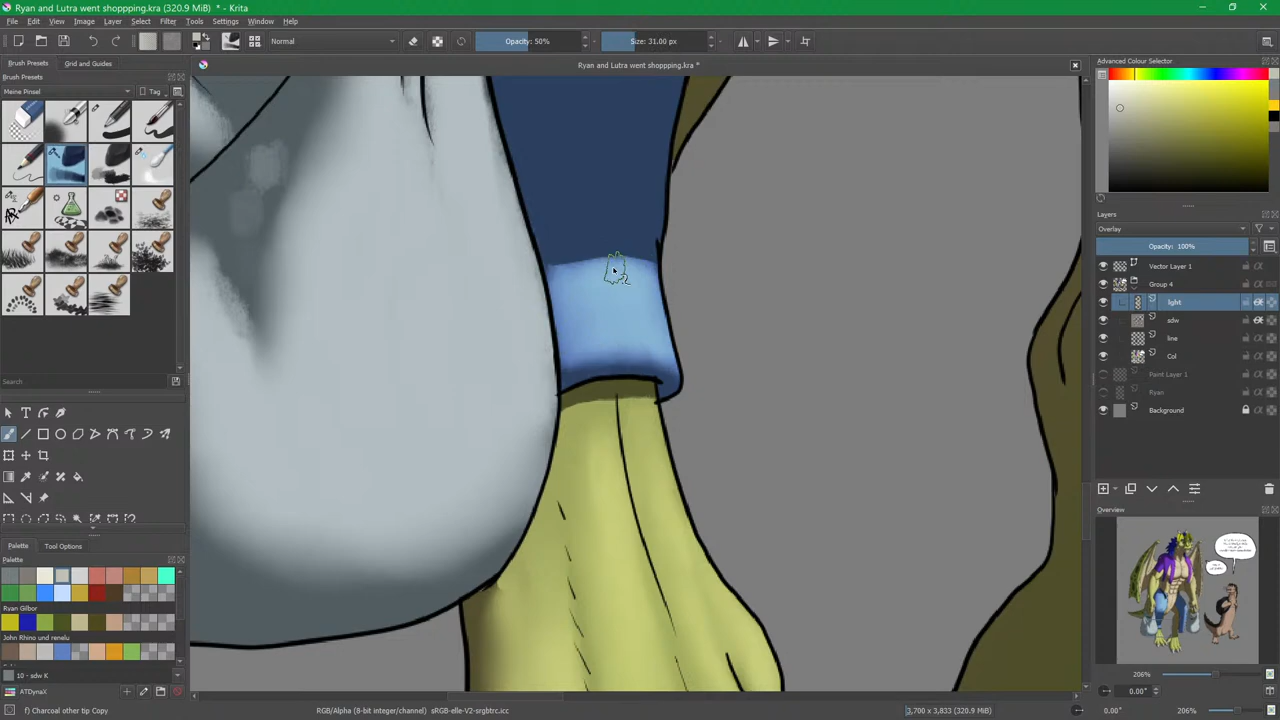 Ryan and Lutra went shoppping.kra (320.9 MiB) * - Krita
File Edit View Image Layer Select Filter Tools Settings Window Help
Normal Opacity: 50% Size: 31.00 px
Brush Presets Grid and Guides
Ryan and Lutra went shoppping.kra *
Advanced Colour Selector
Brush Presets
Meine Pinsel Tag
Layers
Overlay
Opacity: 100%
Vector Layer 1
Group 4
light
sdw
line
Col
Paint Layer 1
Ryan
Background
Search
Overview
Palette Tool Options
Palette
Ryan Gilbor
John Rhino und renelu
10 - sdw K
ATDynaX
206%
0.00°
f) Charcoal other tip Copy
RGB/Alpha (8-bit integer/channel) sRGB-elle-V2-srgbtrc.icc
3,700 x 3,833 (320.9 MiB)
0.00°
206%